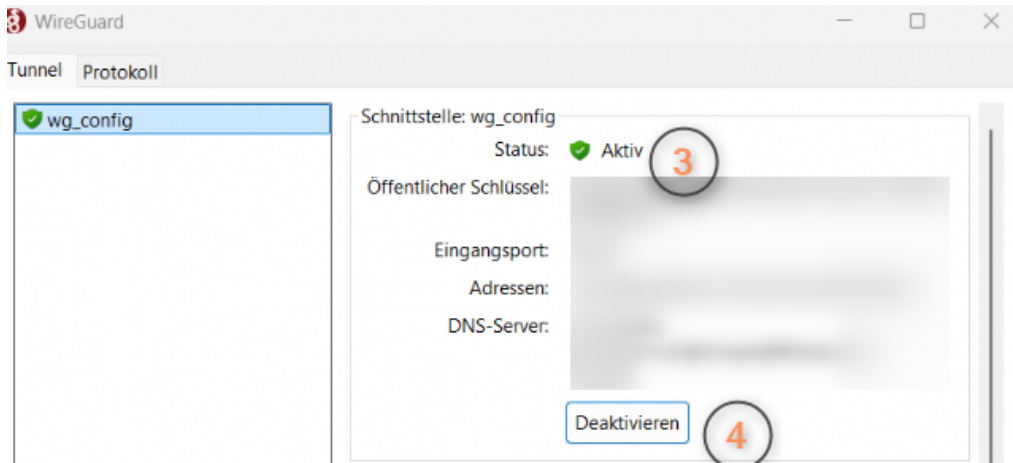 WireGuard
Tunnel Protokoll
wg_config
Schnittstelle: wg_config
Status: Aktiv 3
Öffentlicher Schlüssel:
Eingangsport:
Adressen:
DNS-Server:
Deaktivieren 4